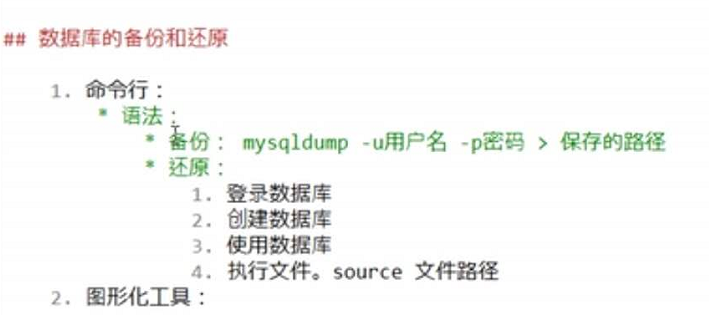 ## 数据库的备份和还原
1. 命令行：
* 语法：
* 备份： mysqldump -u用户名 -p密码 > 保存的路径
* 还原：
1. 登录数据库
2. 创建数据库
3. 使用数据库
4. 执行文件。source 文件路径
2. 图形化工具：